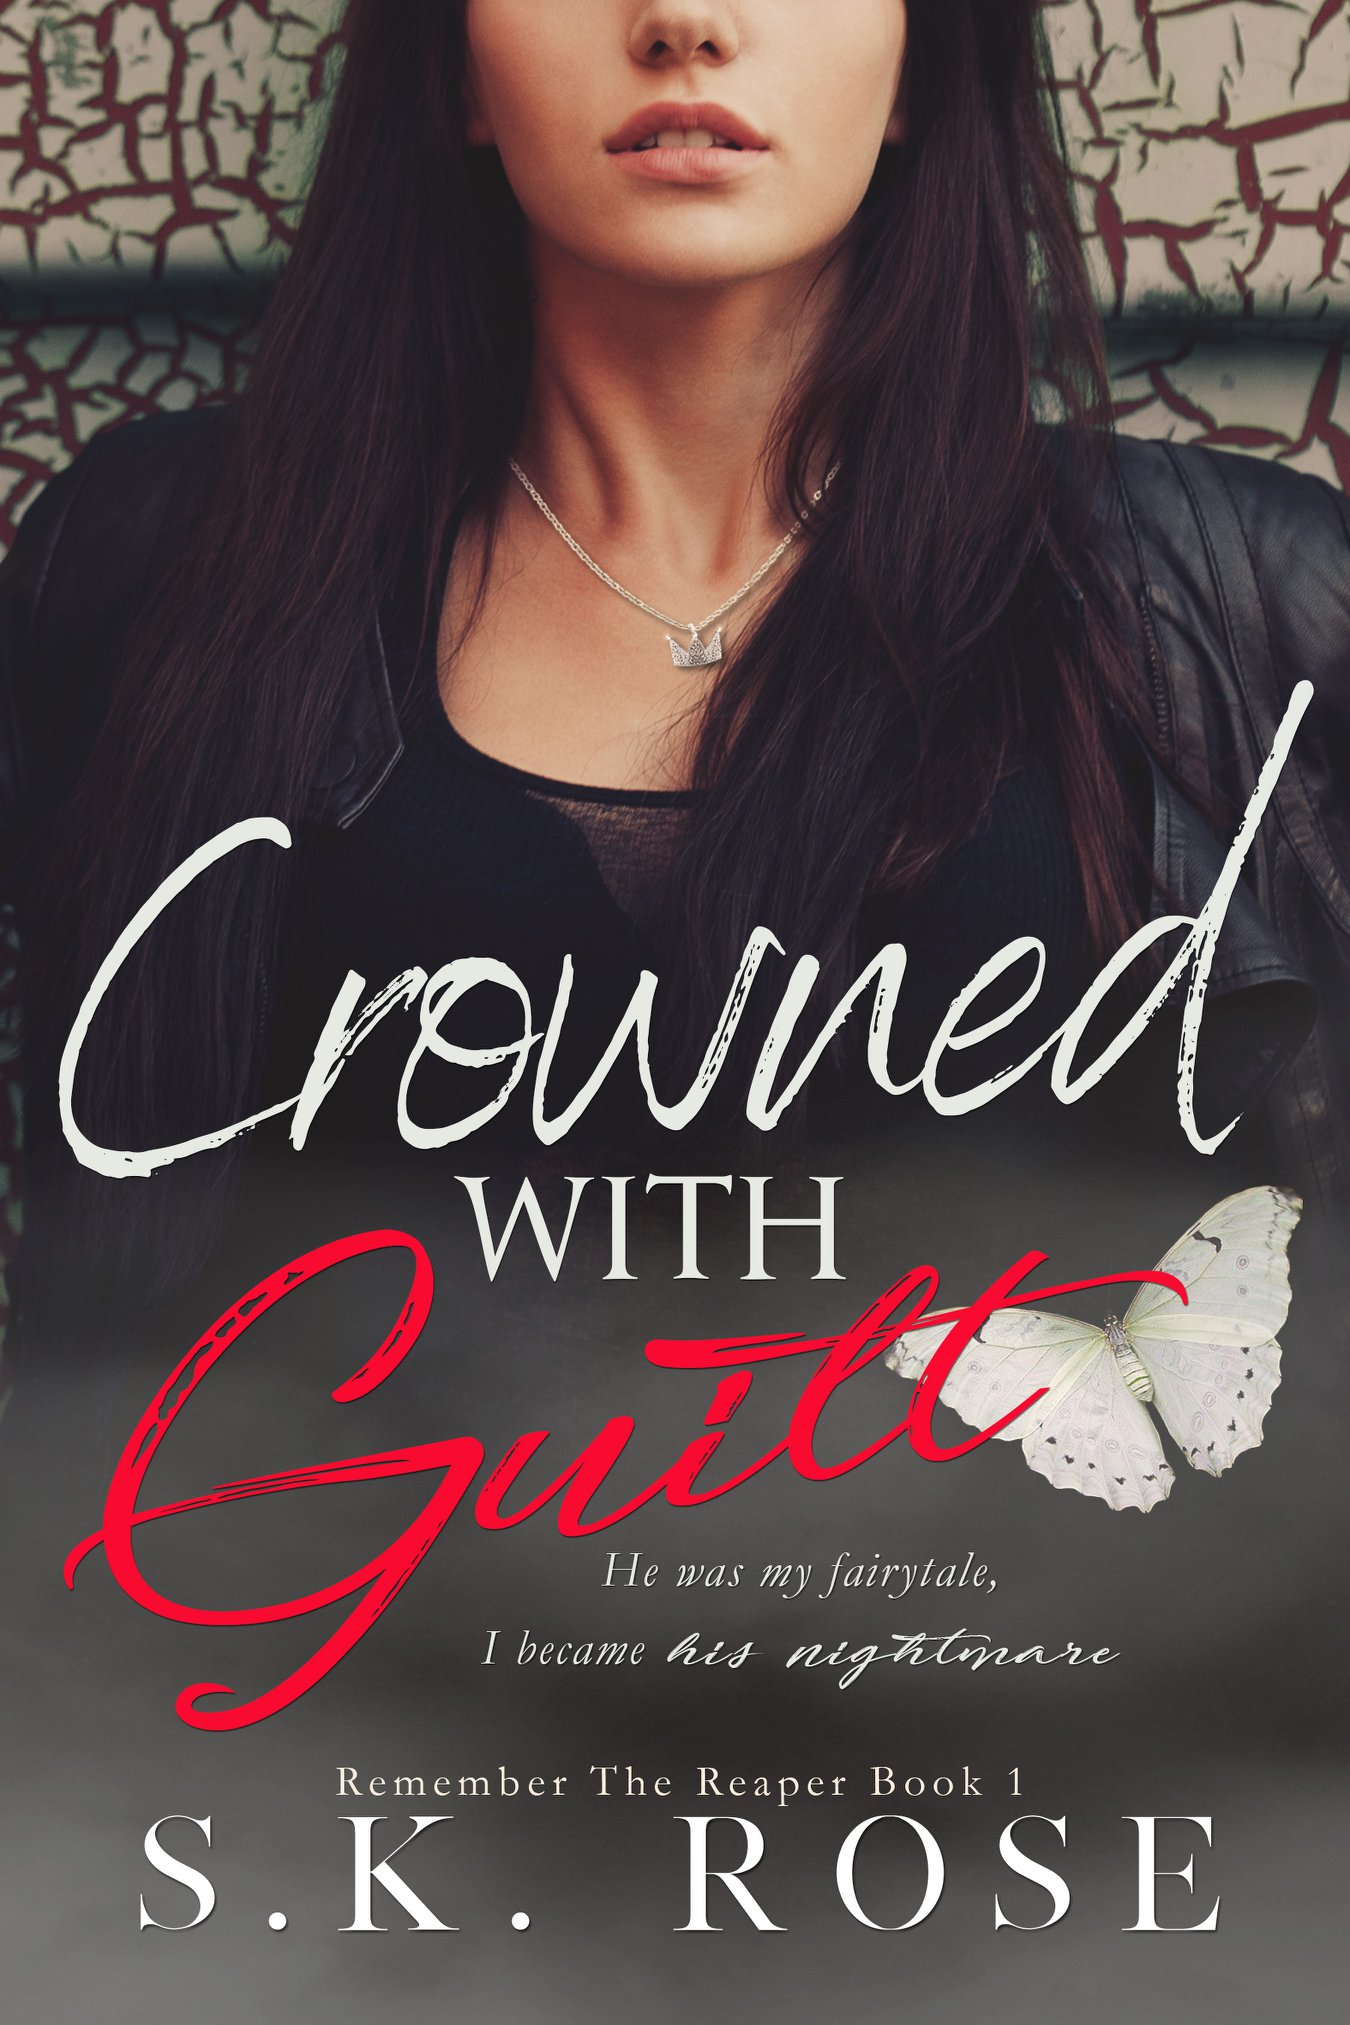 Crowned
WITH
Guilt
He was my fairytale,
I became his nightmare
Remember The Reaper Book 1
S.K. ROSE